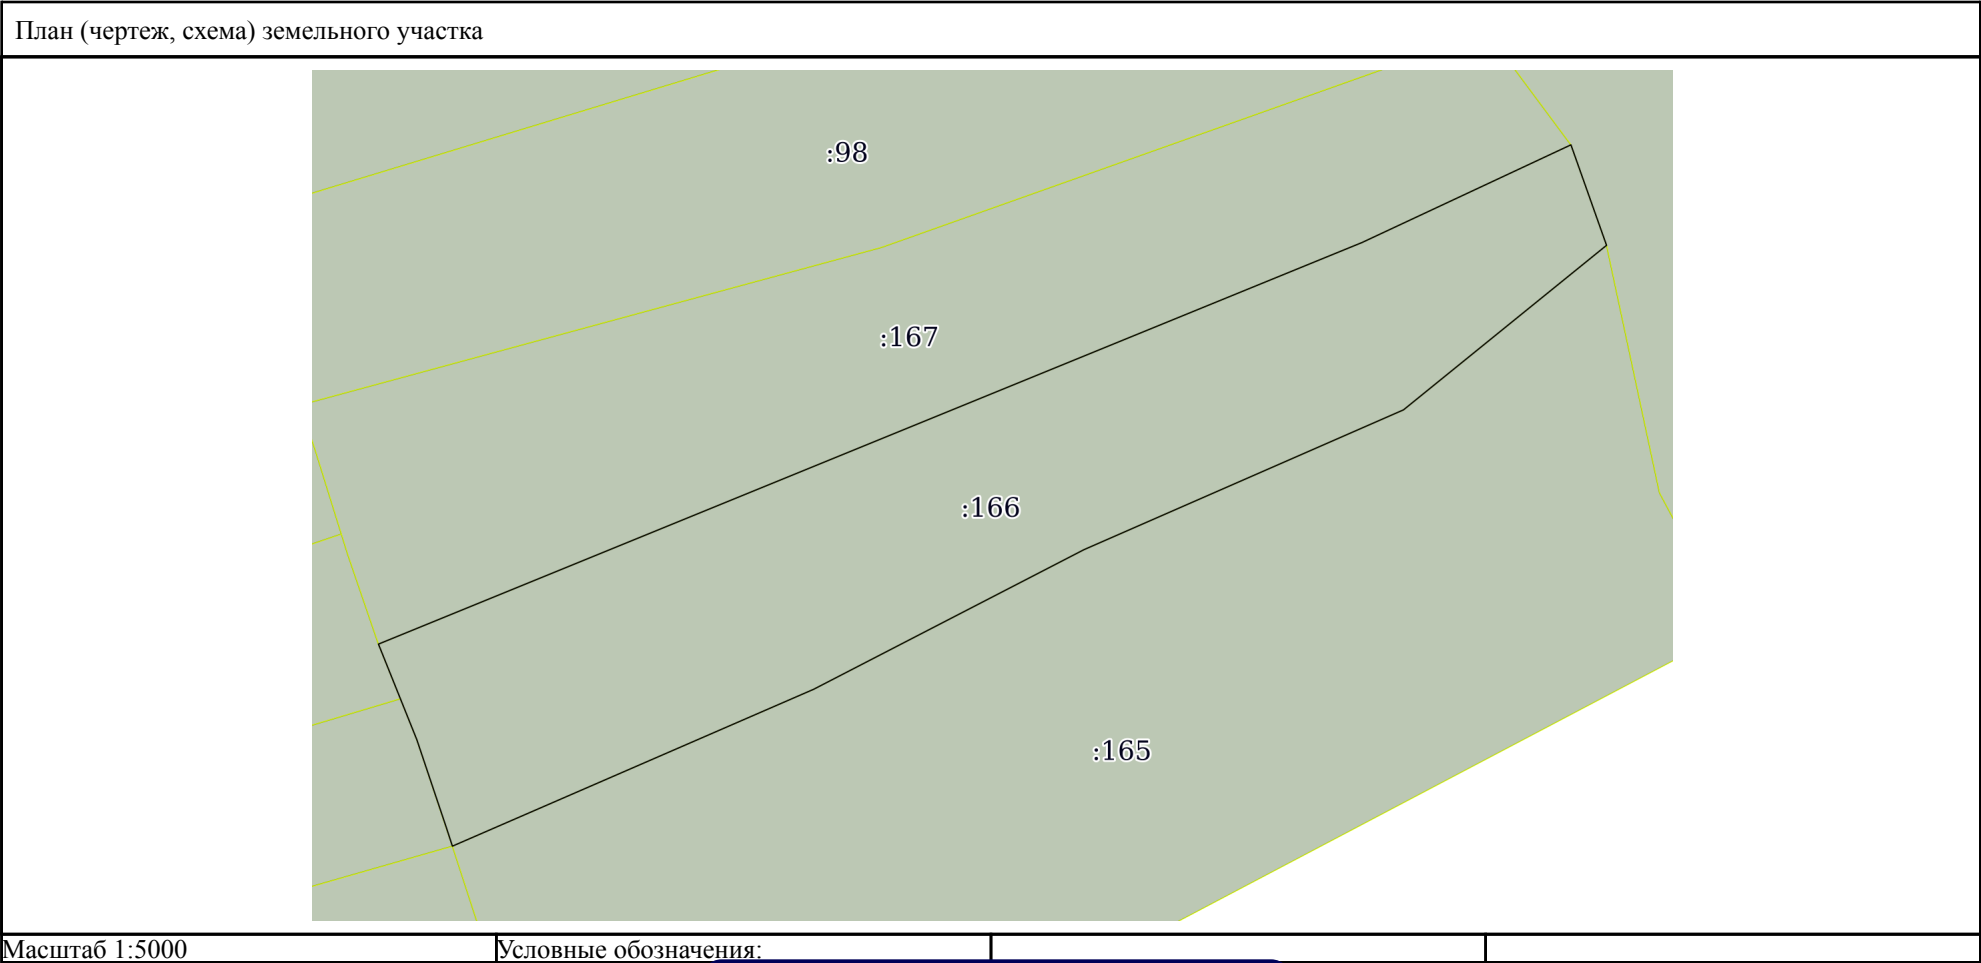 План (чертеж, схема) земельного участка
:98
:167
:166
:165
Масштаб 1:5000
Условные обозначения: